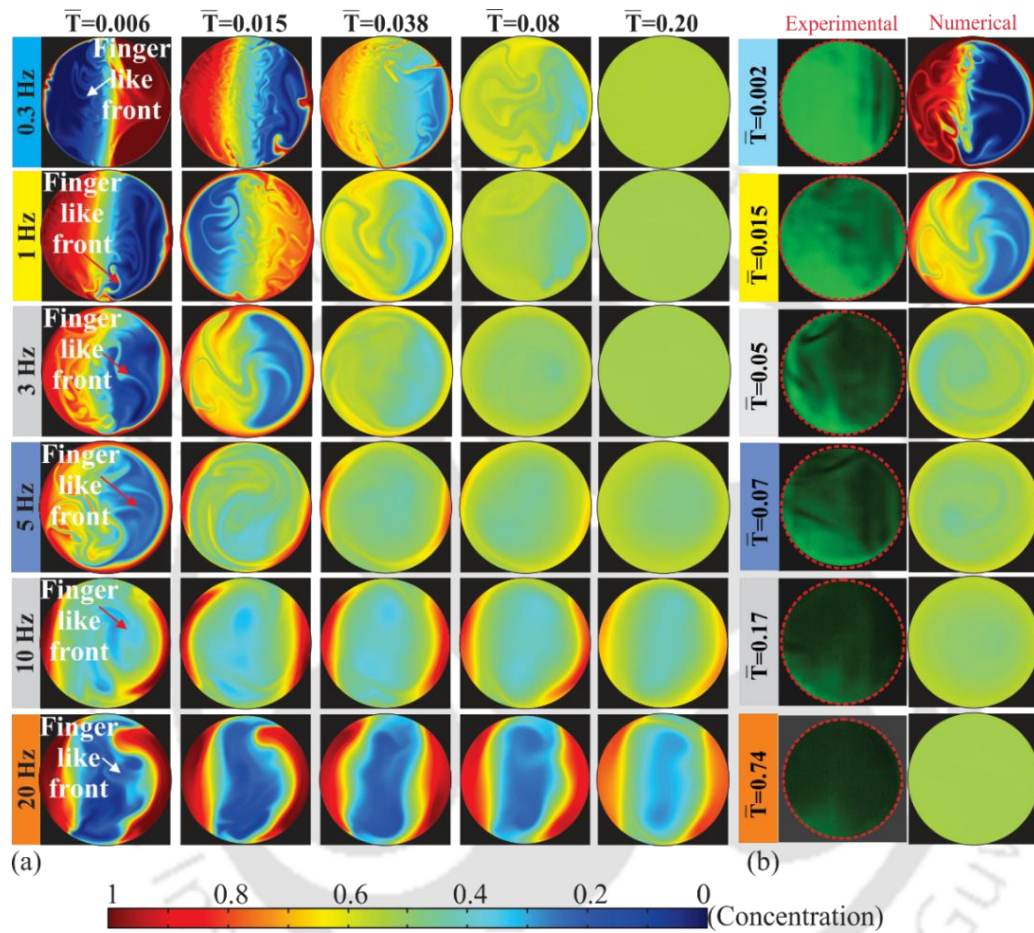 T̅=0.006 T̅=0.015 T̅=0.038 T̅=0.08 T̅=0.20
Experimental Numerical
0.3 Hz
Finger
like
front
1 Hz
Finger
like
front
3 Hz
Finger
like
front
5 Hz
Finger
like
front
10 Hz
Finger
like
front
20 Hz
Finger
like
front
T̅=0.002
T̅=0.015
T̅=0.05
T̅=0.07
T̅=0.17
T̅=0.74
(a)
(b)
1 0.8 0.6 0.4 0.2 0
(Concentration)